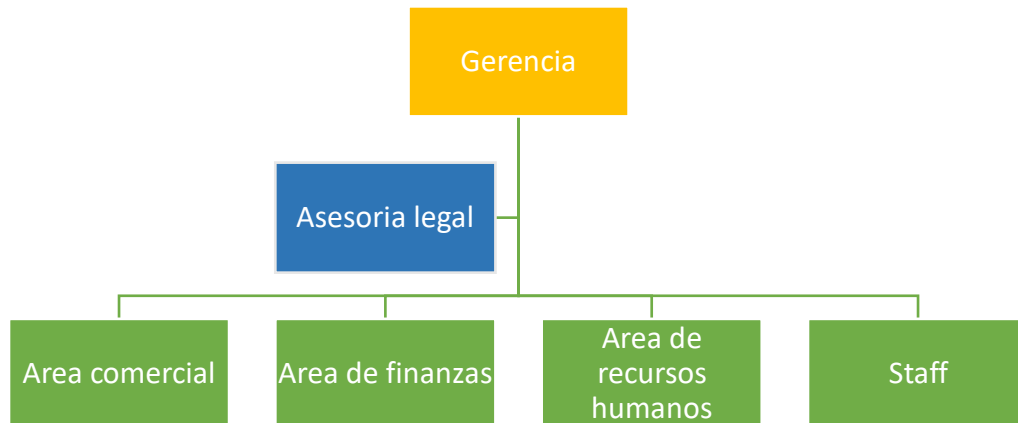 Gerencia
Asesoria legal
Area comercial
Area de finanzas
Area de
recursos
humanos
Staff